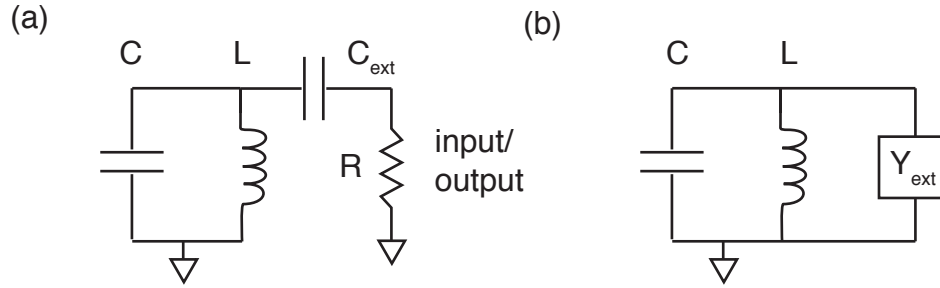 (a)
C
L
C_ext
R
input/
output
(b)
C
L
Y_ext